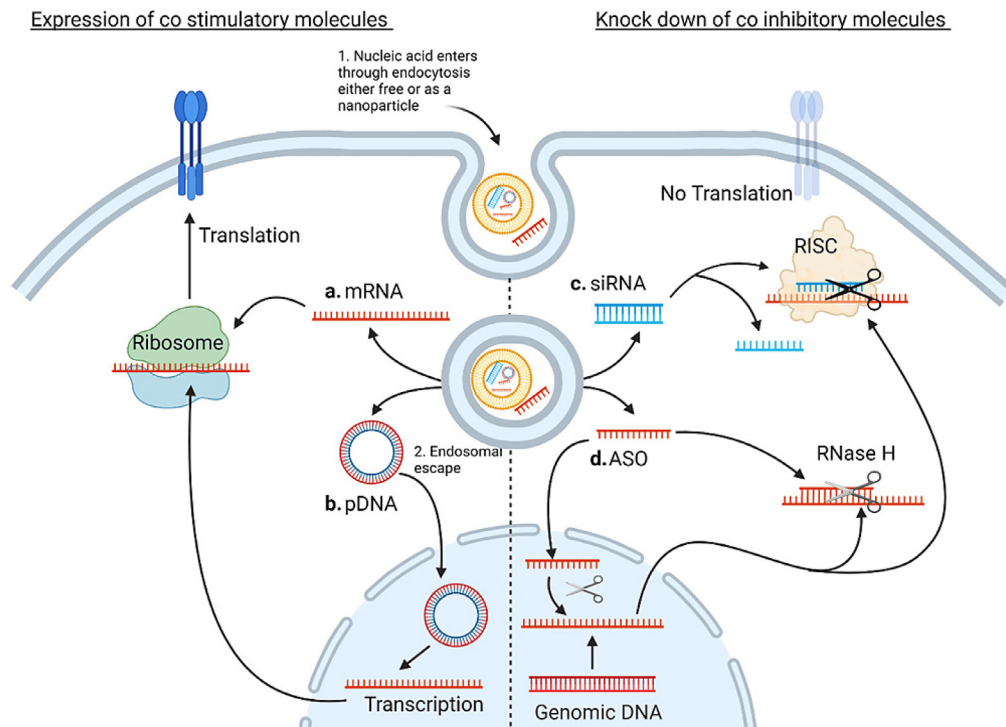 Expression of co stimulatory molecules
Knock down of co inhibitory molecules
1. Nucleic acid enters
through endocytosis
either free or as a
nanoparticle
No Translation
Translation
RISC
a. mRNA
c. siRNA
Ribosome
2. Endosomal
escape
b. pDNA
d. ASO
RNase H
Transcription
Genomic DNA